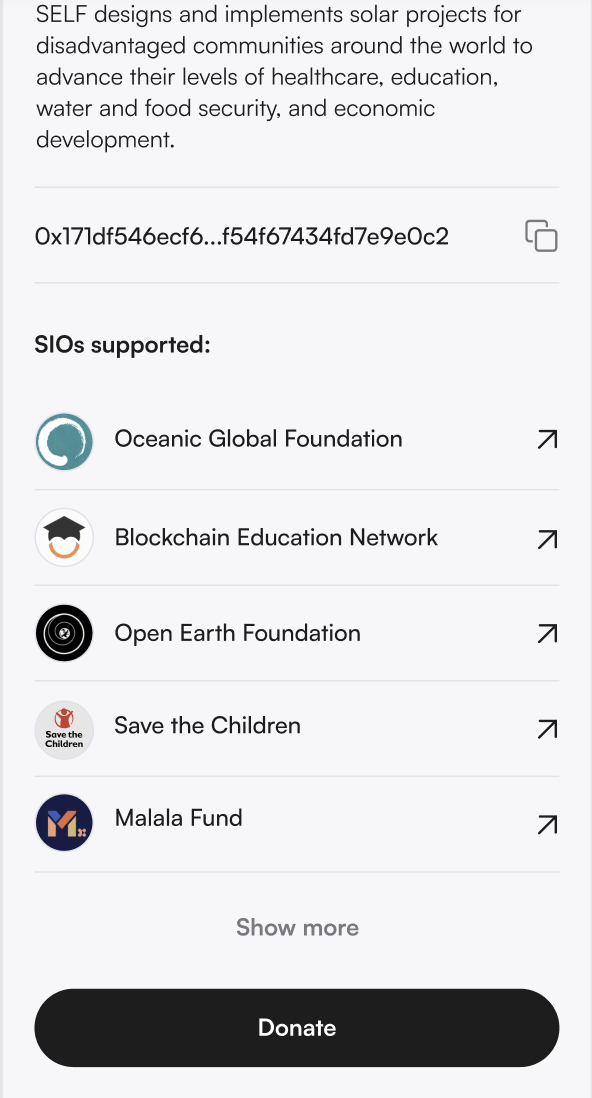 SELF designs and implements solar projects for
disadvantaged communities around the world to
advance their levels of healthcare, education,
water and food security, and economic
development.
0x171df546ecf6...f54f67434fd7e9e0c2
SIOs supported:
Oceanic Global Foundation
Blockchain Education Network
Open Earth Foundation
Save the
Children
Save the Children
M
Malala Fund
Show more
Donate